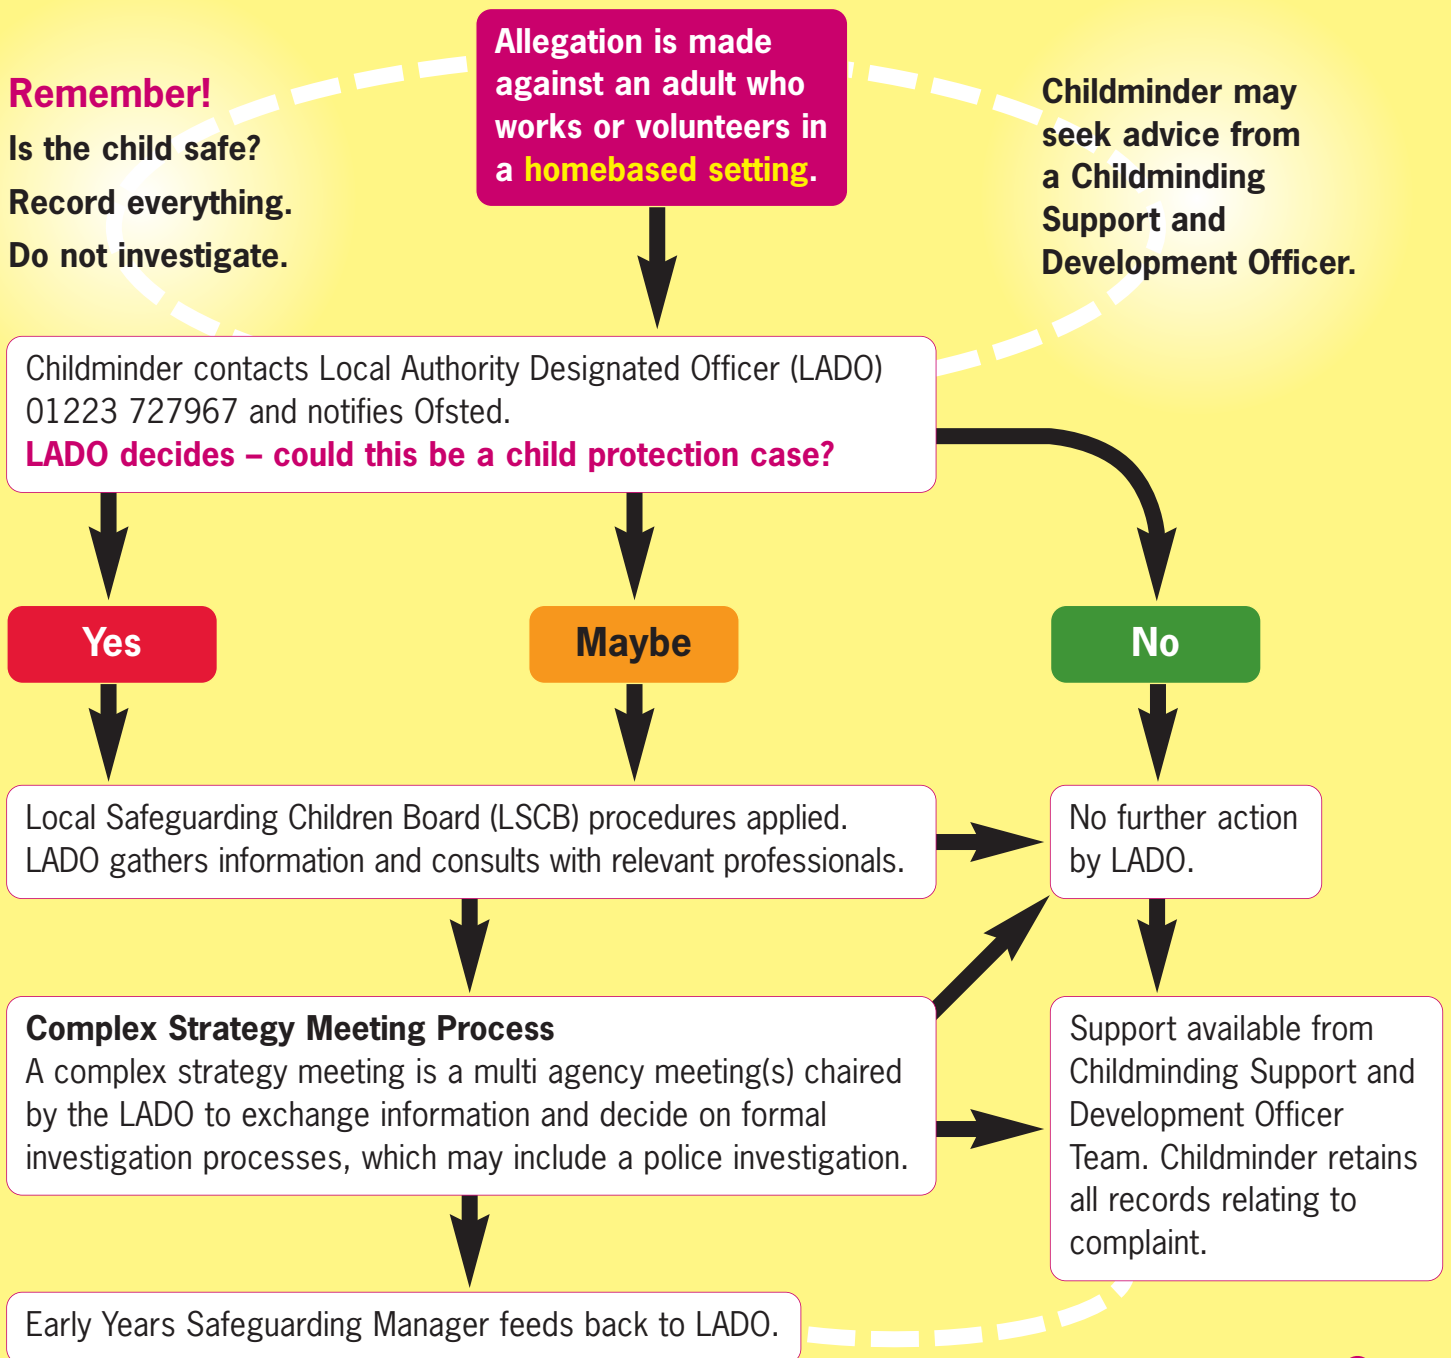 Allegation is made
against an adult who
works or volunteers in
a homebased setting.
Remember!
Is the child safe?
Record everything.
Do not investigate.
Childminder may
seek advice from
a Childminding
Support and
Development Officer.
Childminder contacts Local Authority Designated Officer (LADO)
01223 727967 and notifies Ofsted.
LADO decides – could this be a child protection case?
Yes
Maybe
No
Local Safeguarding Children Board (LSCB) procedures applied.
LADO gathers information and consults with relevant professionals.
No further action
by LADO.
Complex Strategy Meeting Process
A complex strategy meeting is a multi agency meeting(s) chaired
by the LADO to exchange information and decide on formal
investigation processes, which may include a police investigation.
Support available from
Childminding Support and
Development Officer
Team. Childminder retains
all records relating to
complaint.
Early Years Safeguarding Manager feeds back to LADO.